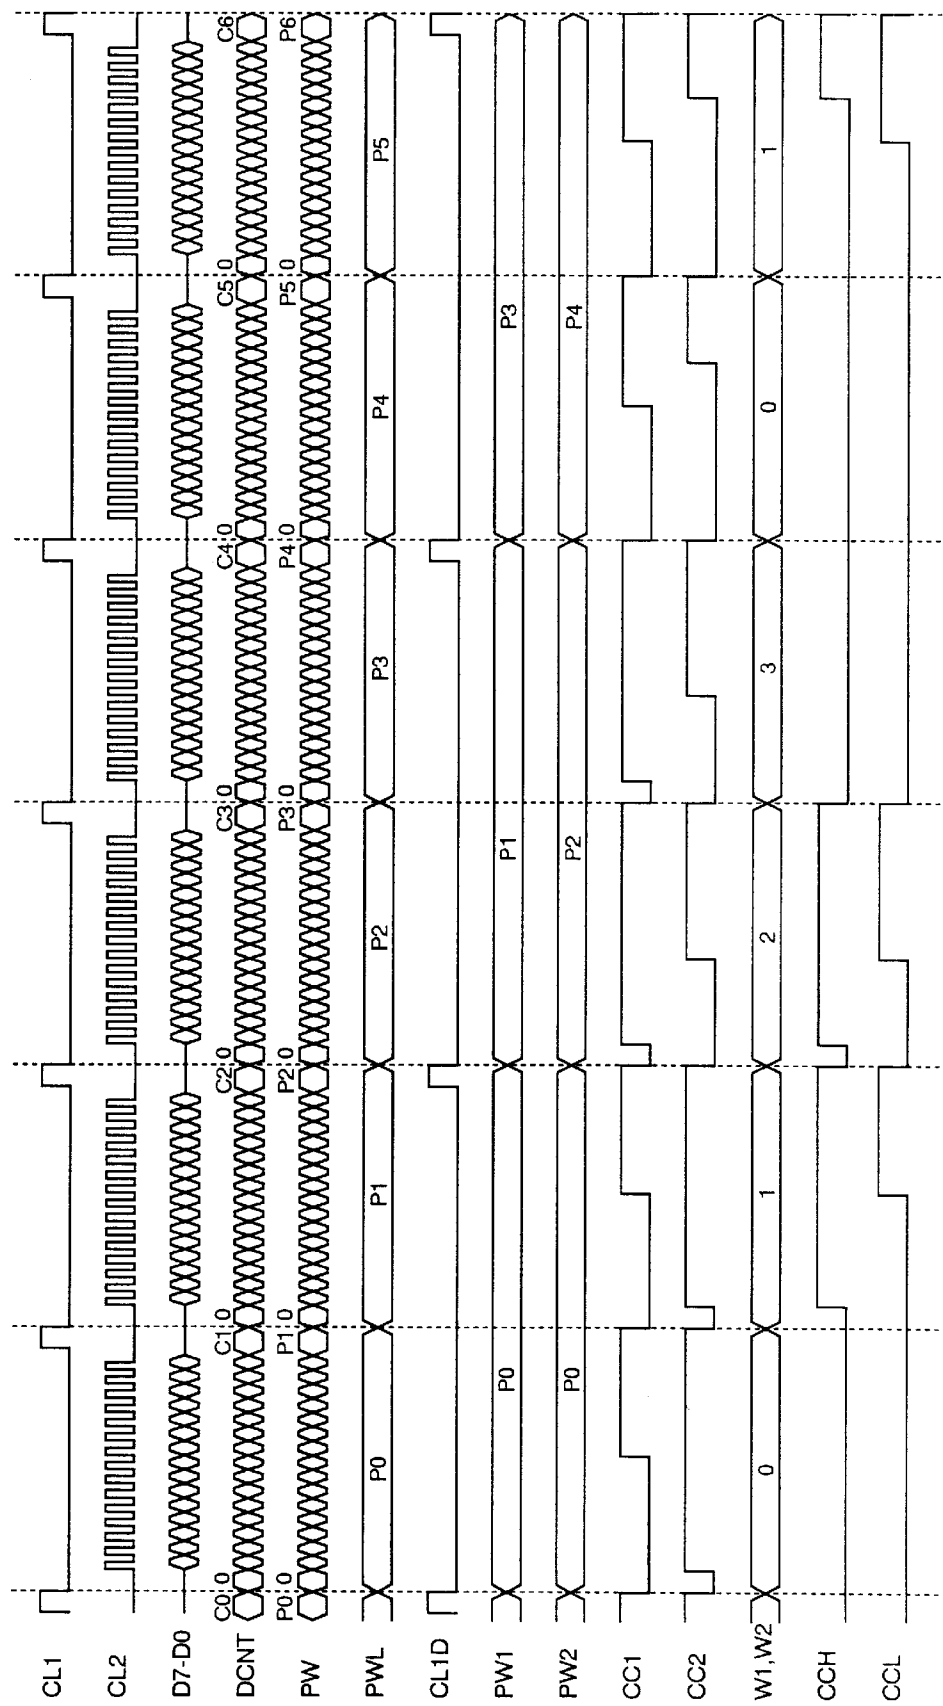 CL1
CL2
D7-D0
DCNT C0 0 C1 0 C2 0 C3 0 C4 0 C5 0 C6
PW P0 0 P1 0 P2 0 P3 0 P4 0 P5 0 P6
PWL P0 P1 P2 P3 P4 P5
CL1D
PW1 P0 P1 P3
PW2 P0 P2 P4
CC1
CC2
W1,W2 0 1 2 3 0 1
CCH
CCL